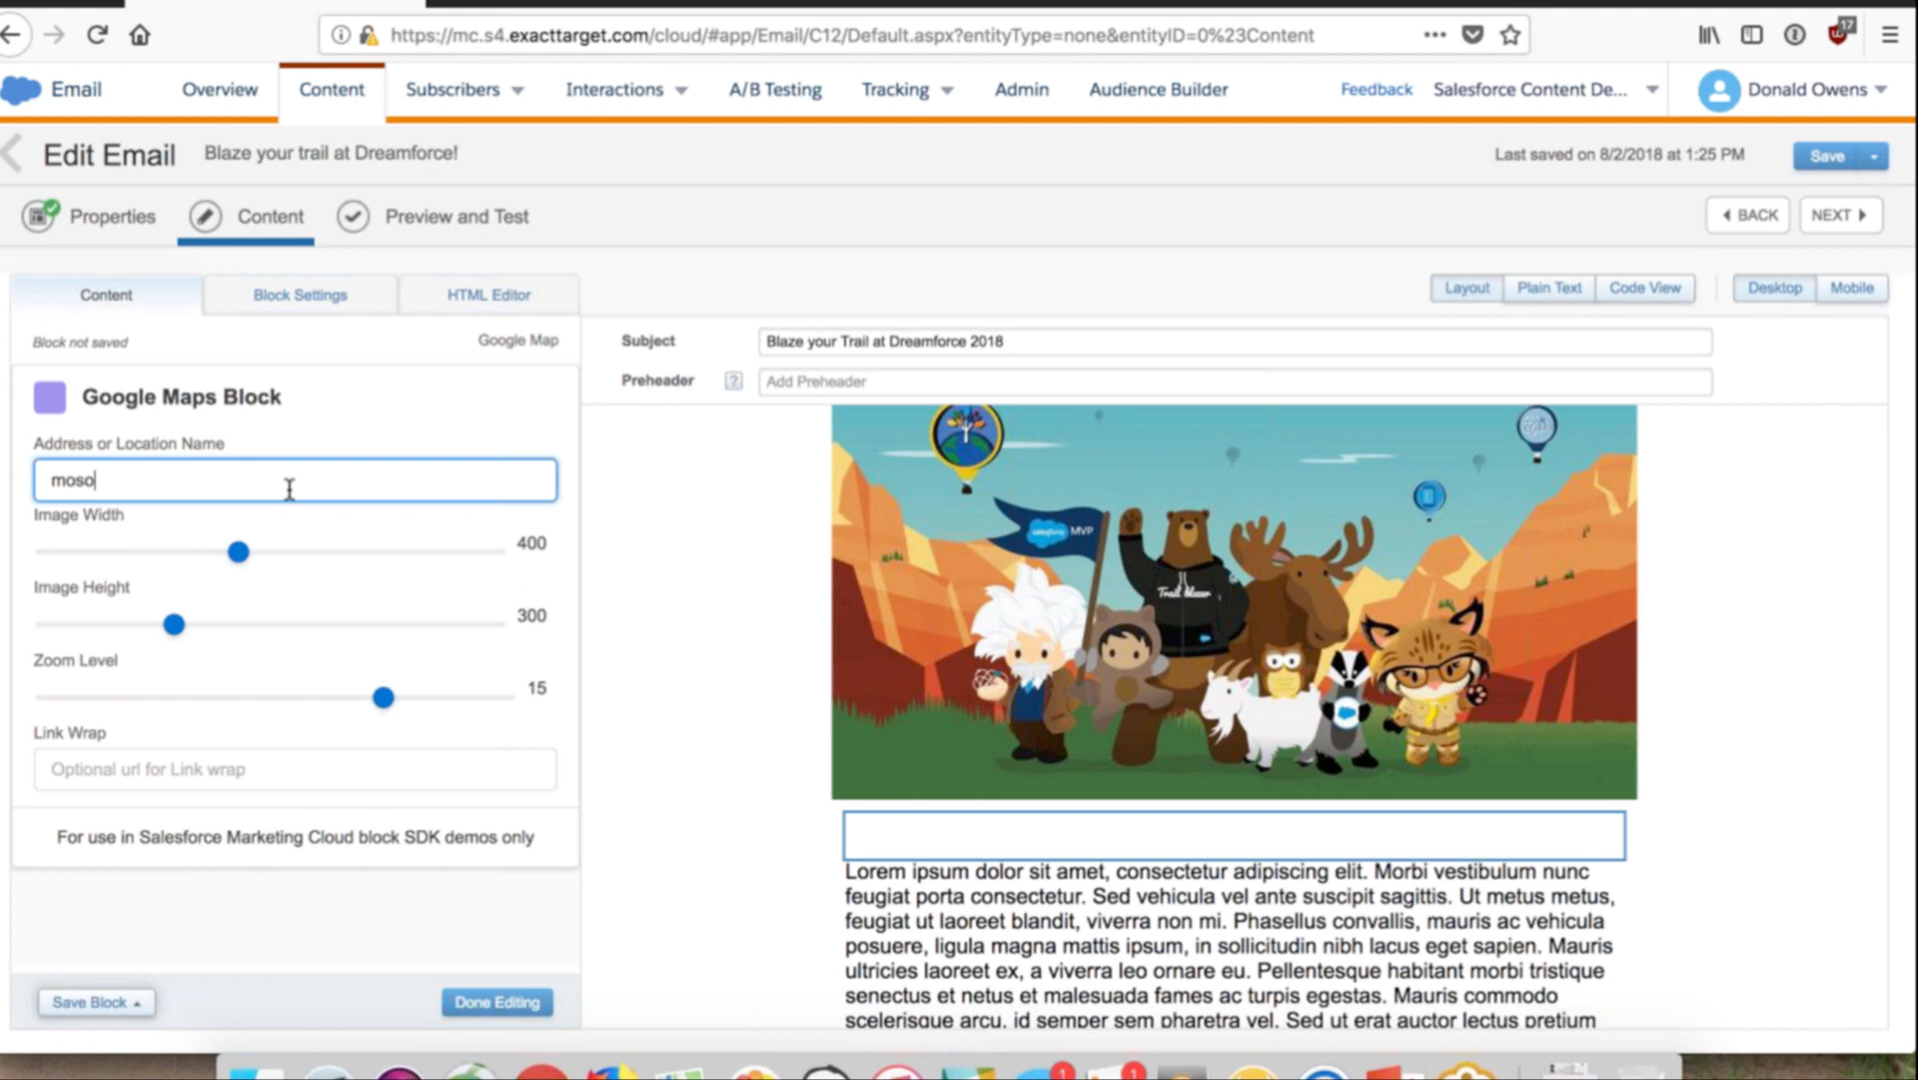 https://mc.s4.exacttarget.com/cloud/#app/Email/C12/Default.aspx?entityType=none&entityID=0%23Content
17
Email Overview Content Subscribers Interactions A/B Testing Tracking Admin Audience Builder Feedback Salesforce Content De... Donald Owens
Edit Email Blaze your trail at Dreamforce! Last saved on 8/2/2018 at 1:25 PM Save
Properties Content Preview and Test BACK NEXT
Content Block Settings HTML Editor Layout Plain Text Code View Desktop Mobile
Block not saved Google Map
Subject Blaze your Trail at Dreamforce 2018
Preheader ? Add Preheader
Google Maps Block
Address or Location Name
moso
Image Width
400
Image Height
300
Zoom Level
15
Link Wrap
Optional url for Link wrap
For use in Salesforce Marketing Cloud block SDK demos only
Save Block Done Editing
salesforce MVP
Trail blazer
Lorem ipsum dolor sit amet, consectetur adipiscing elit. Morbi vestibulum nunc
feugiat porta consectetur. Sed vehicula vel ante suscipit sagittis. Ut metus metus,
feugiat ut laoreet blandit, viverra non mi. Phasellus convallis, mauris ac vehicula
posuere, ligula magna mattis ipsum, in sollicitudin nibh lacus eget sapien. Mauris
ultricies laoreet ex, a viverra leo ornare eu. Pellentesque habitant morbi tristique
senectus et netus et malesuada fames ac turpis egestas. Mauris commodo
scelerisque arcu, id semper sem pharetra vel. Sed ut erat auctor lectus pretium
1
1